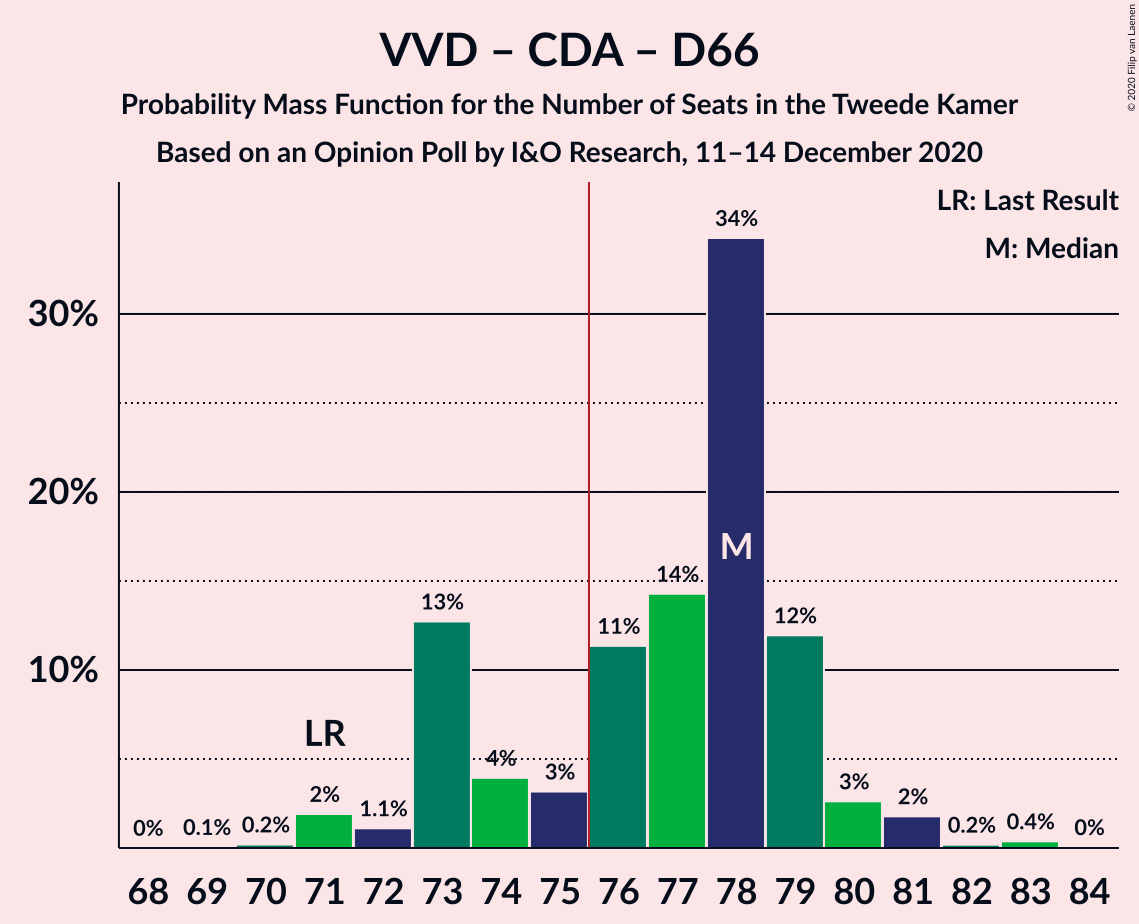 VVD – CDA – D66
Probability Mass Function for the Number of Seats in the Tweede Kamer
Based on an Opinion Poll by I&O Research, 11–14 December 2020
© 2020 Filip van Laenen
LR: Last Result
M: Median
30%
20%
10%
0%
0.1%
0.2%
2%
1.1%
13%
4%
3%
11%
14%
34%
12%
3%
2%
0.2%
0.4%
0%
LR
M
68 69 70 71 72 73 74 75 76 77 78 79 80 81 82 83 84